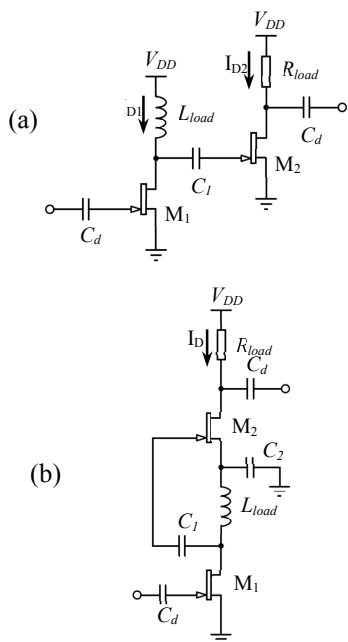 V_DD
I_D2
R_load
V_DD
D1
L_load
(a)
C_d
C_1
M_2
M_1
C_d
V_DD
I_D
R_load
C_d
M_2
(b)
C_2
L_load
C_1
M_1
C_d